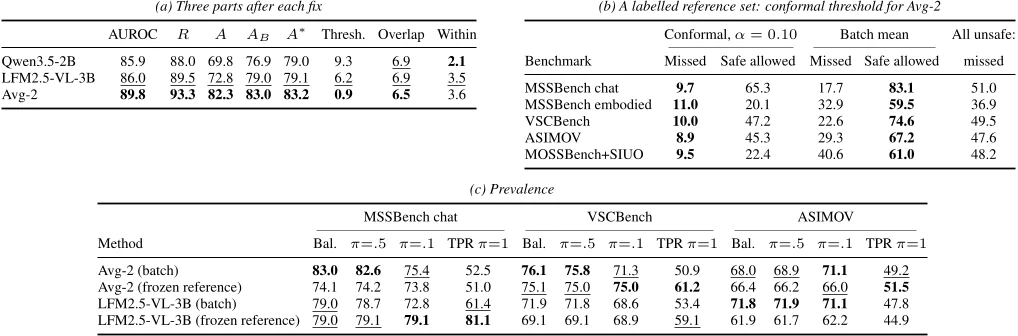 (a) Three parts after each fix
AUROC R A A_B A* Thresh. Overlap Within
Qwen3.5-2B 85.9 88.0 69.8 76.9 79.0 9.3 6.9 2.1
LFM2.5-VL-3B 86.0 89.5 72.8 79.0 79.1 6.2 6.9 3.5
Avg-2 89.8 93.3 82.3 83.0 83.2 0.9 6.5 3.6
(b) A labelled reference set: conformal threshold for Avg-2
Conformal, α = 0.10 Batch mean All unsafe:
Benchmark Missed Safe allowed Missed Safe allowed missed
MSSBench chat 9.7 65.3 17.7 83.1 51.0
MSSBench embodied 11.0 20.1 32.9 59.5 36.9
VSCBench 10.0 47.2 22.6 74.6 49.5
ASIMOV 8.9 45.3 29.3 67.2 47.6
MOSSBench+SIUO 9.5 22.4 40.6 61.0 48.2
(c) Prevalence
MSSBench chat VSCBench ASIMOV
Method Bal. π=.5 π=.1 TPR π=1 Bal. π=.5 π=.1 TPR π=1 Bal. π=.5 π=.1 TPR π=1
Avg-2 (batch) 83.0 82.6 75.4 52.5 76.1 75.8 71.3 50.9 68.0 68.9 71.1 49.2
Avg-2 (frozen reference) 74.1 74.2 73.8 51.0 75.1 75.0 75.0 61.2 66.4 66.2 66.0 51.5
LFM2.5-VL-3B (batch) 79.0 78.7 72.8 61.4 71.9 71.8 68.6 53.4 71.8 71.9 71.1 47.8
LFM2.5-VL-3B (frozen reference) 79.0 79.1 79.1 81.1 69.1 69.1 68.9 59.1 61.9 61.7 62.2 44.9